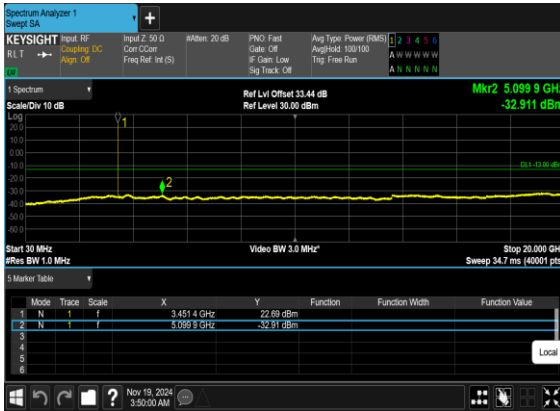 Spectrum Analyzer 1
Swept SA
+
KEYSIGHT Input: RF Input Z: 50 Ω #Atten: 20 dB PNO: Fast Avg Type: Power (RMS) 1 2 3 4 5 6
RLT Coupling: DC Corr CCorr Gate: Off Avg|Hold: 100/100 A W W W W W
Align: Off Freq Ref: Int (S) IF Gain: Low Trig: Free Run
Sig Track: Off A N N N N N
1 Spectrum Ref Lvl Offset 33.44 dB Mkr2 5.099 9 GHz
Scale/Div 10 dB Ref Level 30.00 dBm -32.911 dBm
Log
20.0
10.0
0.00
-10.0
-20.0
-30.0
-40.0
-50.0
-60.0
1
2
DL1 -13.00 dBm
Start 30 MHz Video BW 3.0 MHz* Stop 20.000 GHz
#Res BW 1.0 MHz Sweep 34.7 ms (40001 pts)
5 Marker Table
Mode Trace Scale X Y Function Function Width Function Value
1 N 1 f 3.451 4 GHz 22.69 dBm
2 N 1 f 5.099 9 GHz -32.91 dBm
3
4
5
6
Local
Nov 19, 2024
3:50:00 AM